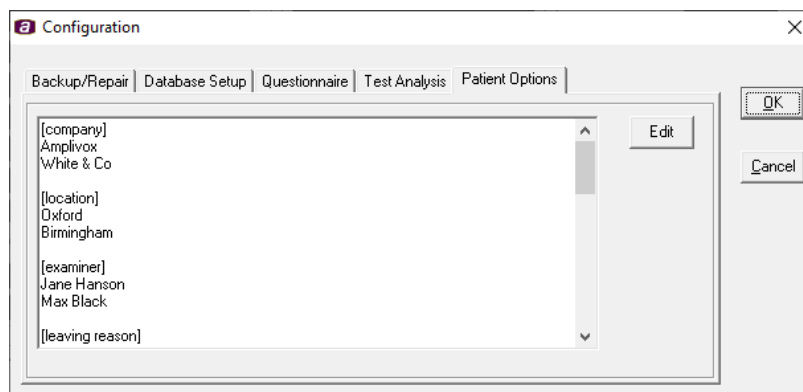 a Configuration
Backup/Repair Database Setup Questionnaire Test Analysis Patient Options
[company]
Amplivox
White & Co
[location]
Oxford
Birmingham
[examiner]
Jane Hanson
Max Black
[leaving reason]
Edit
OK
Cancel